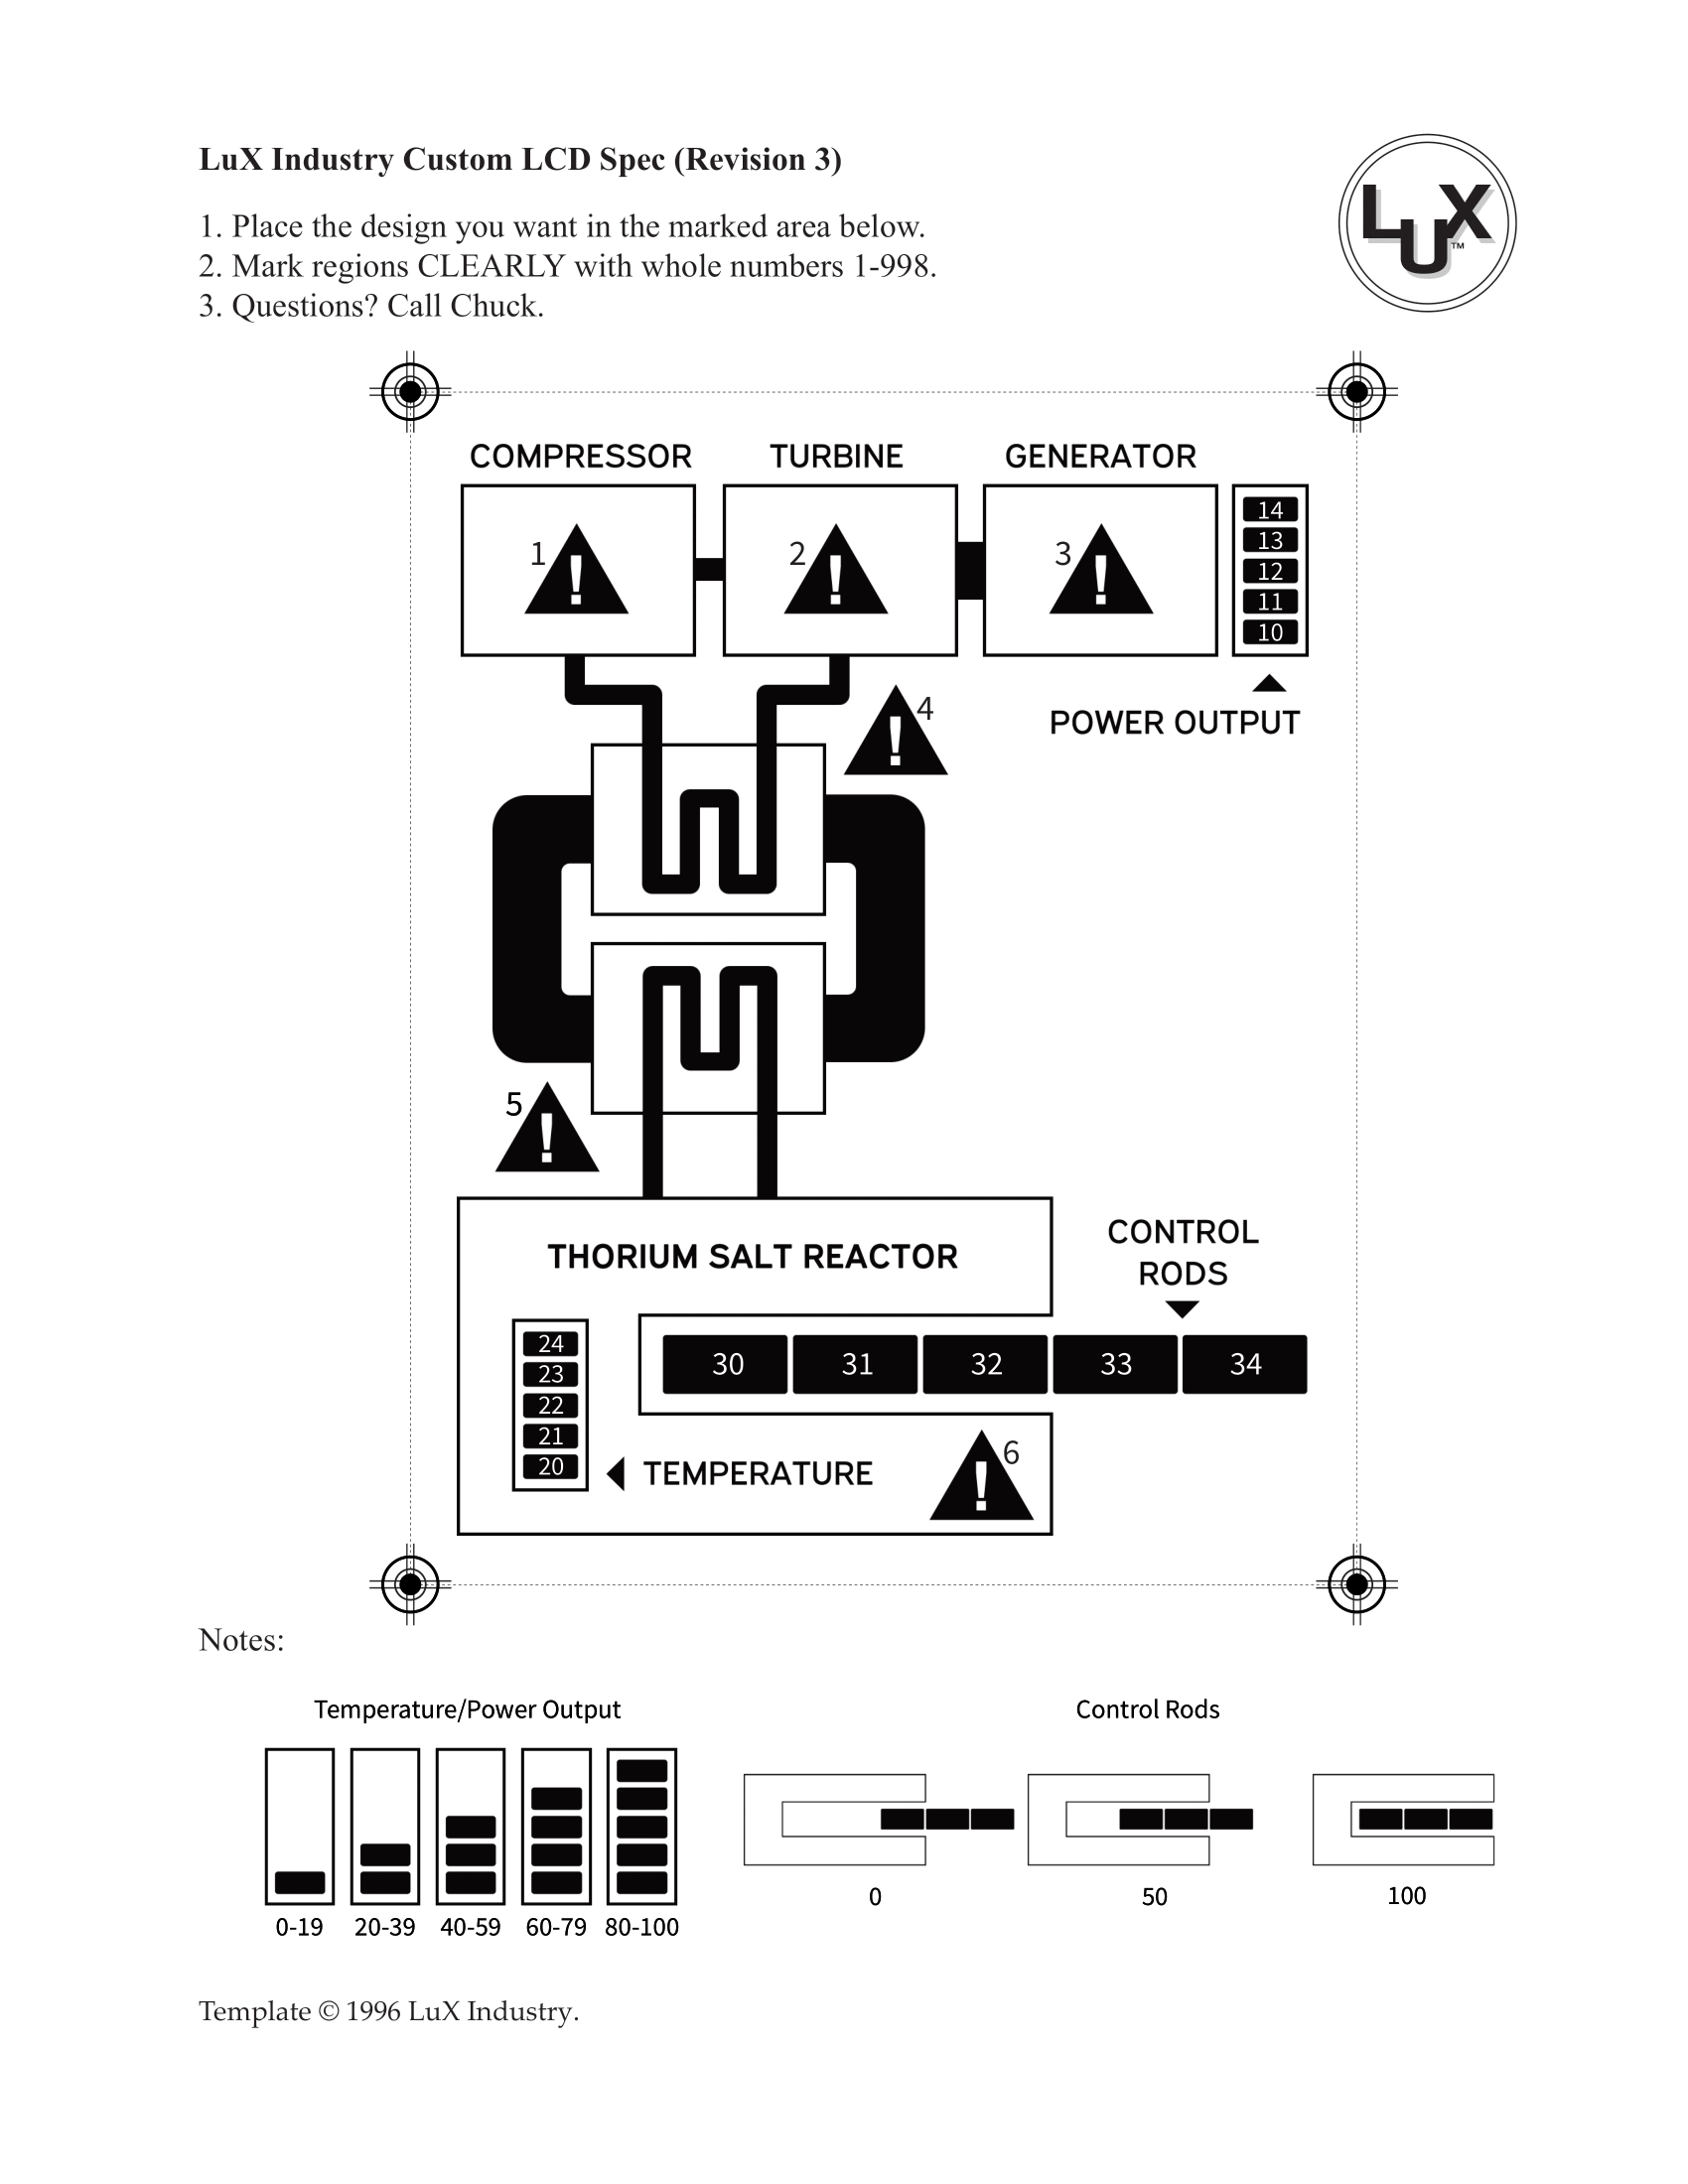 LuX Industry Custom LCD Spec (Revision 3)
1. Place the design you want in the marked area below.
2. Mark regions CLEARLY with whole numbers 1-998.
3. Questions? Call Chuck.
LUX™
COMPRESSOR TURBINE GENERATOR
1 ! 2 ! 3 !
14
13
12
11
10
4 !
POWER OUTPUT
5 !
THORIUM SALT REACTOR
CONTROL
RODS
24
23
22
21
20
30 31 32 33 34
TEMPERATURE
6 !
Notes:
Temperature/Power Output
0-19 20-39 40-59 60-79 80-100
Control Rods
0 50 100
Template © 1996 LuX Industry.